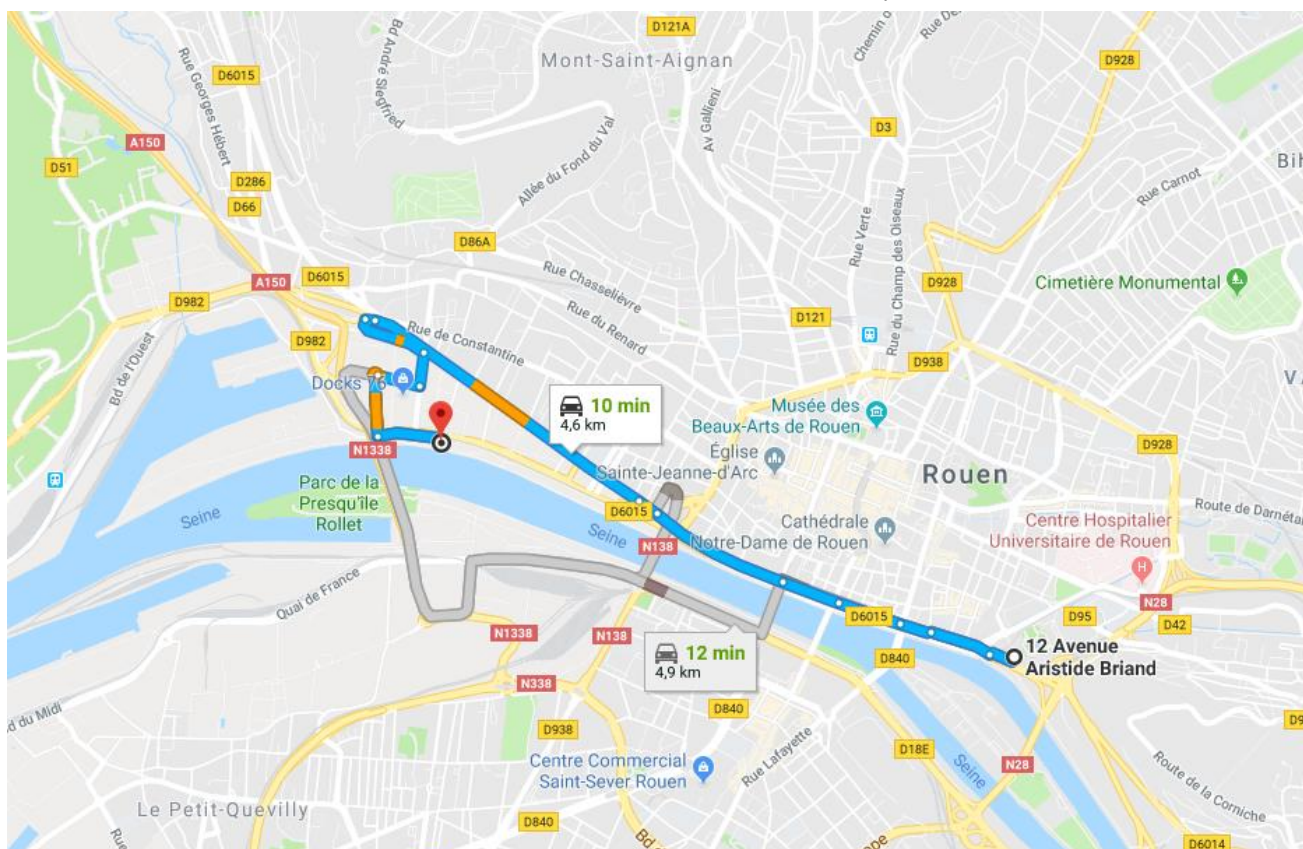 D121A
D928
Mont-Saint-Aignan
D6015
Rue Georges Hébert
Bd André Siegfried
Av Gallieni
D3
A150
D51
D286
D66
Allée du Fond du Val
Rue Verte
Rue du Champ des Oiseaux
Rue Carnot
D86A
Rue Chasselièvre
A150
D6015
D928
Cimetière Monumental
D982
Rue de Constantine
Rue du Renard
D121
D982
D938
Bd de l'Ouest
Docks 76
10 min
4,6 km
Musée des
Beaux-Arts de Rouen
D928
N1338
Église
Sainte-Jeanne-d'Arc
Rouen
Parc de la
Presqu'île
Rollet
Seine
D6015
Cathédrale
Notre-Dame de Rouen
Centre Hospitalier
Universitaire de Rouen
Seine
N138
Quai de France
N28
D95
D42
D6015
N1338
N138
12 min
4,9 km
D840
12 Avenue
Aristide Briand
N338
D840
D938
D18E
Rue Lafayette
Centre Commercial
Saint-Sever Rouen
Seine
N28
Route de la Corniche
Le Petit-Quevilly
D840
D6014